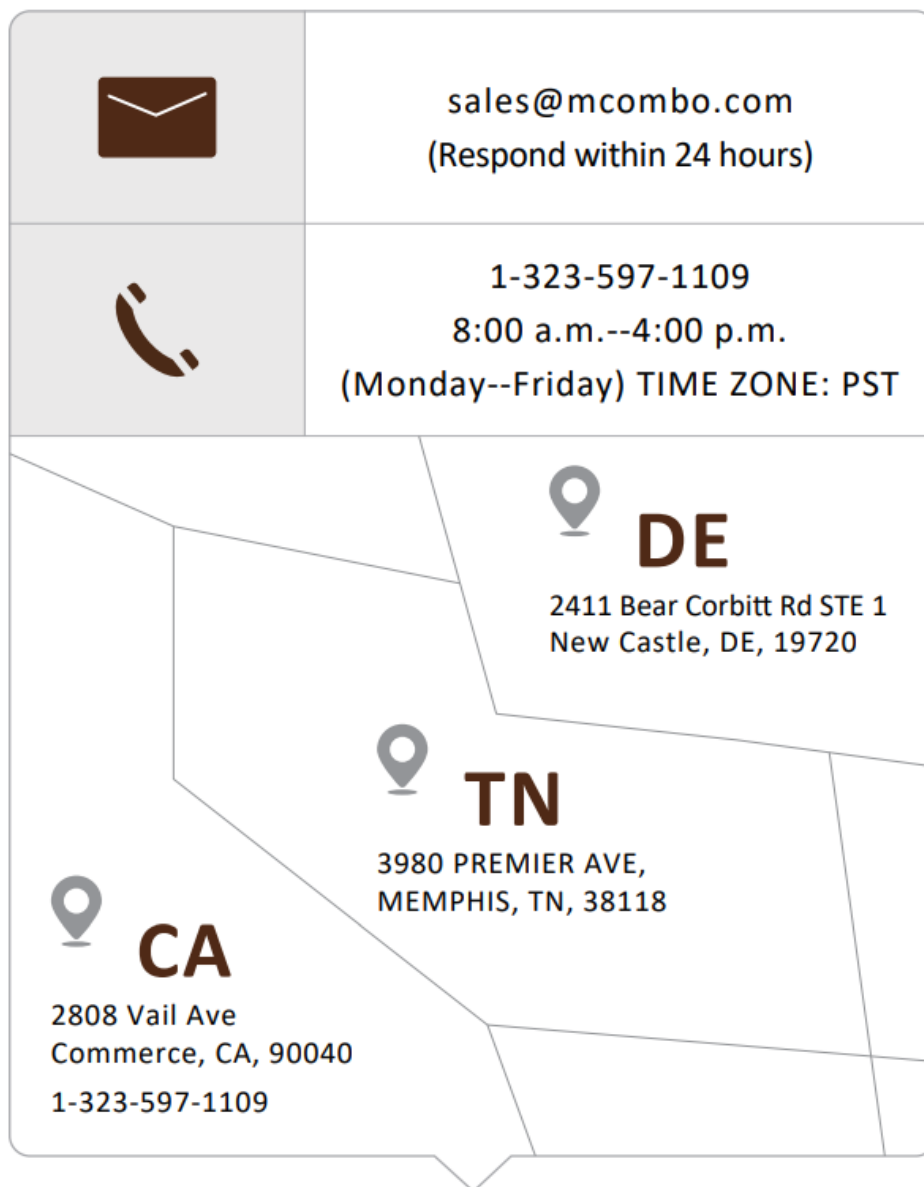 sales@mcombo.com
(Respond within 24 hours)
1-323-597-1109
8:00 a.m.--4:00 p.m.
(Monday--Friday) TIME ZONE: PST
DE
2411 Bear Corbitt Rd STE 1
New Castle, DE, 19720
TN
3980 PREMIER AVE,
MEMPHIS, TN, 38118
CA
2808 Vail Ave
Commerce, CA, 90040
1-323-597-1109